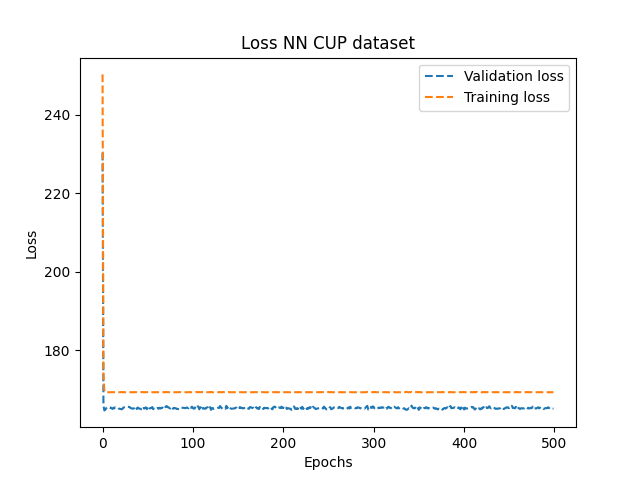 Loss NN CUP dataset
Validation loss
Training loss
240
220
200
180
Loss
0 100 200 300 400 500
Epochs